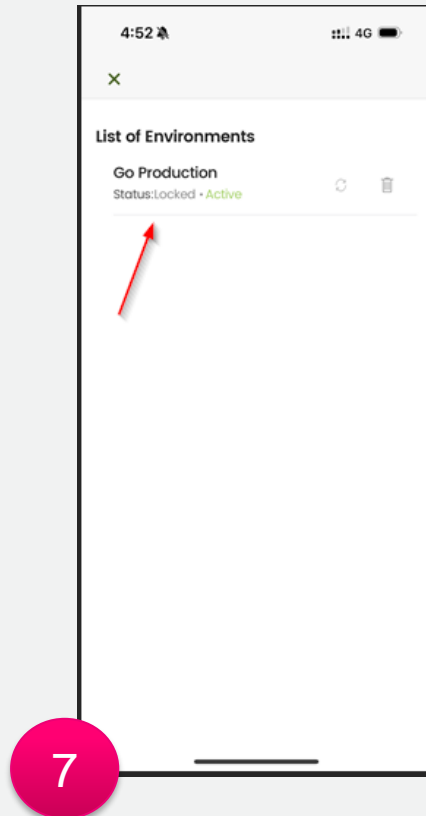 4:52 4G
List of Environments
Go Production
Status:Locked • Active
7